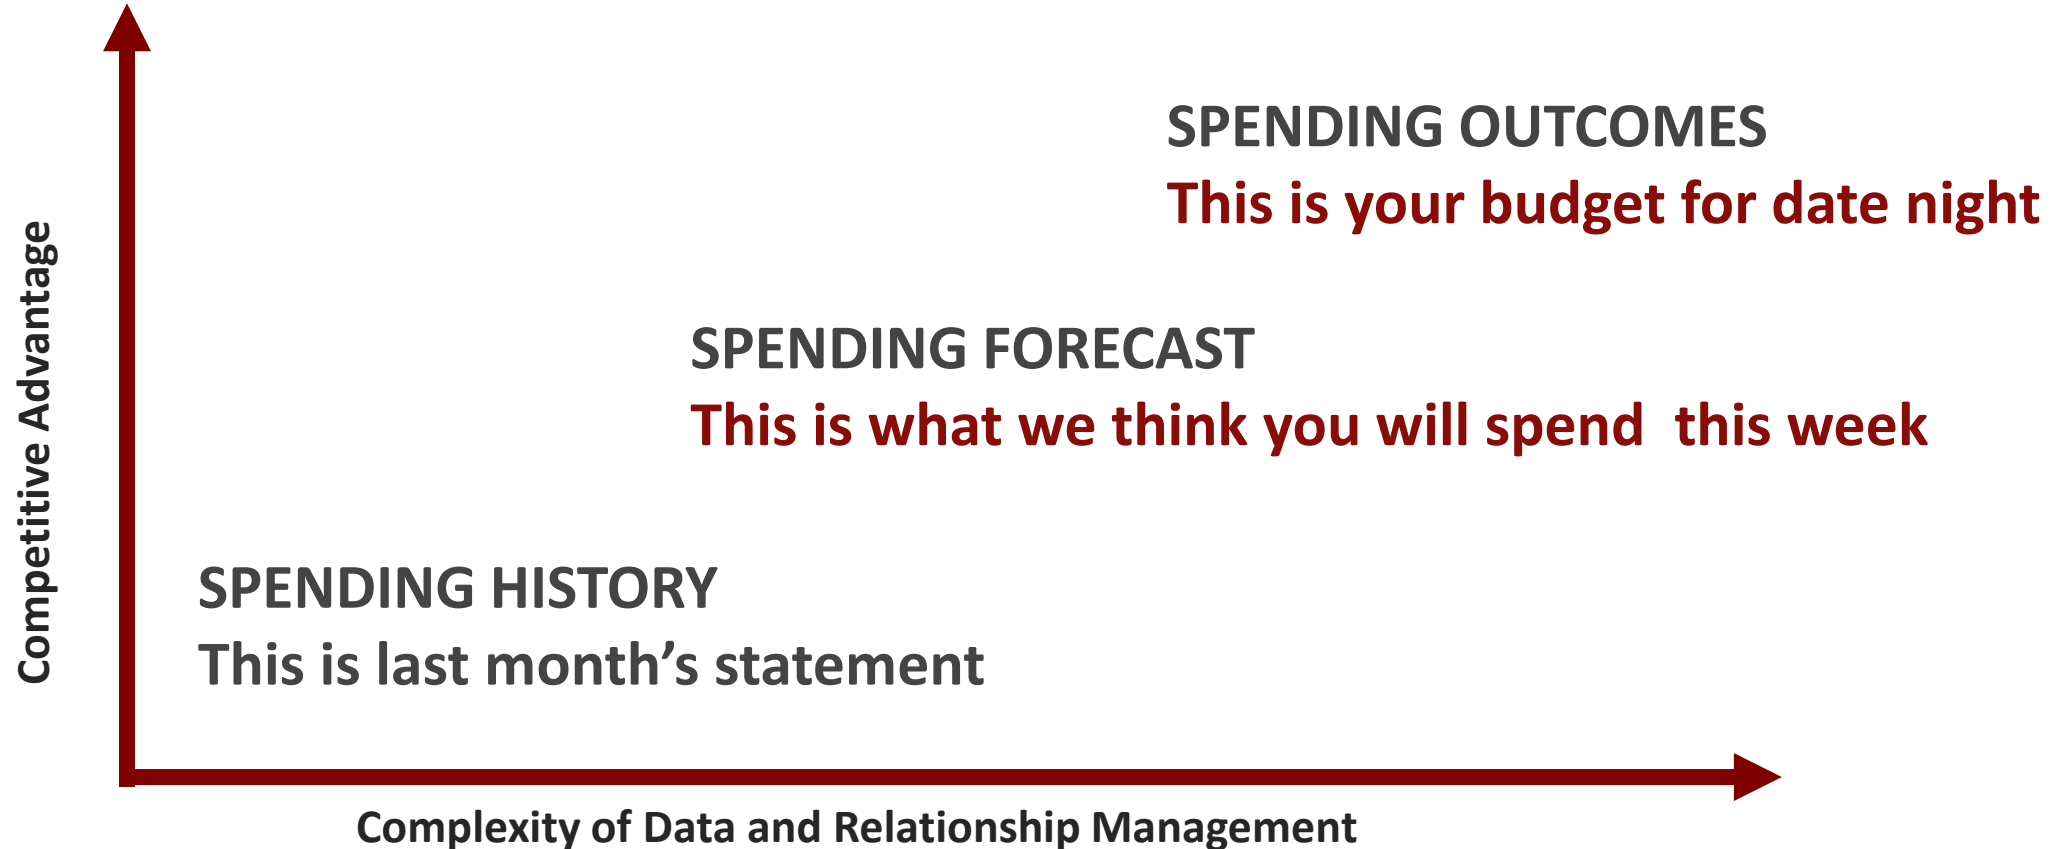 SPENDING OUTCOMES
This is your budget for date night
SPENDING FORECAST
This is what we think you will spend  this week
SPENDING HISTORY
This is last month’s statement
Competitive Advantage
Complexity of Data and Relationship Management